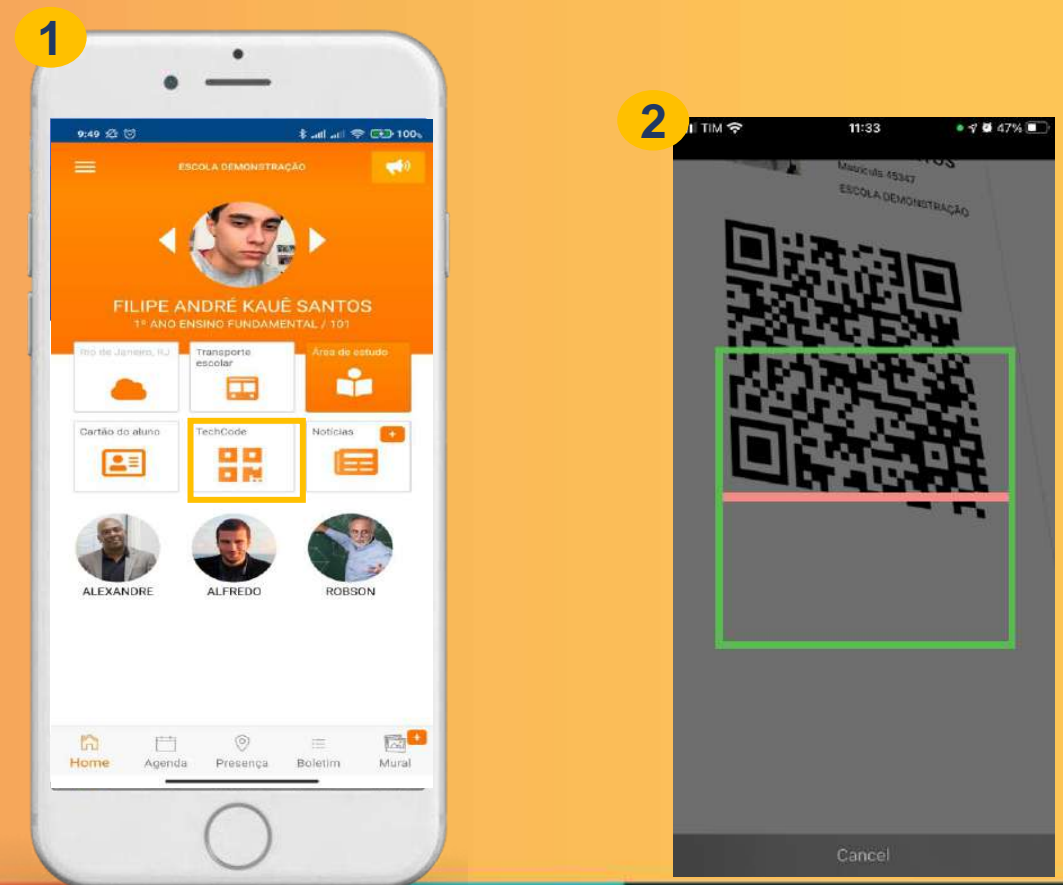 1
9:49 100%
ESCOLA DEMONSTRAÇÃO
FILIPE ANDRÉ KAUÊ SANTOS
1º ANO ENSINO FUNDAMENTAL / 101
Rio de Janeiro, RJ
Transporte
escolar
Área de estudo
Cartão do aluno
TechCode
Notícias
ALEXANDRE
ALFREDO
ROBSON
Home
Agenda
Presença
Boletim
Mural
2
TIM 11:33 47%
Matrícula 45347
ESCOLA DEMONSTRAÇÃO
Cancel